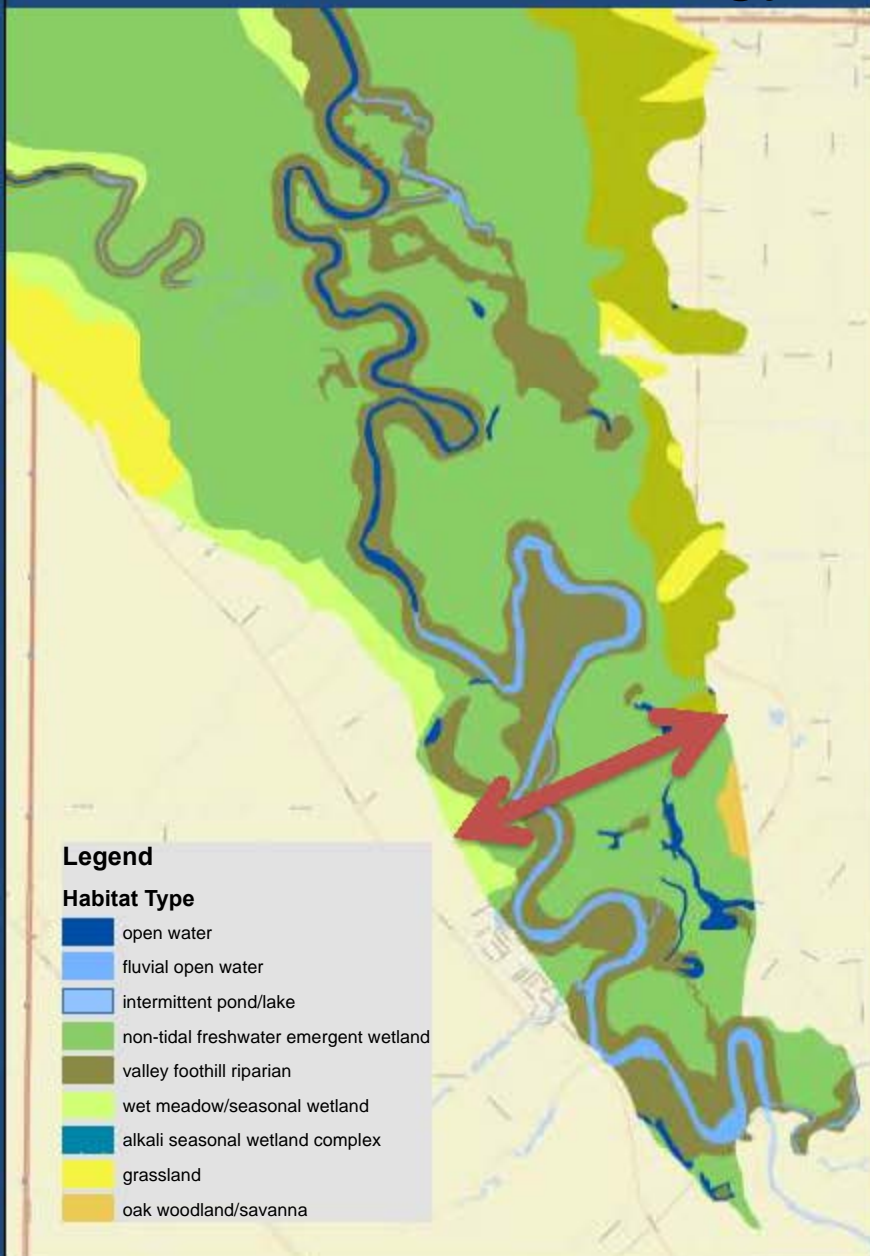 Legend
Habitat Type
open water
fluvial open water
intermittent pond/lake
non-tidal freshwater emergent wetland
valley foothill riparian
wet meadow/seasonal wetland
alkali seasonal wetland complex
grassland
oak woodland/savanna